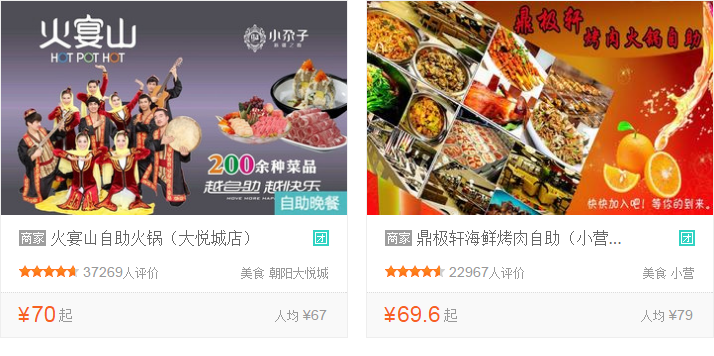 火宴山
HOT POT HOT
小尕子
200余种菜品
越自助 越快乐
自助晚餐
商家 火宴山自助火锅（大悦城店） 团
37269人评价 美食 朝阳大悦城
¥70起 人均 ¥67
鼎极轩
烤肉火锅自助
快快加入吧！等你的到来。
商家 鼎极轩海鲜烤肉自助（小营... 团
22967人评价 美食 小营
¥69.6起 人均 ¥79